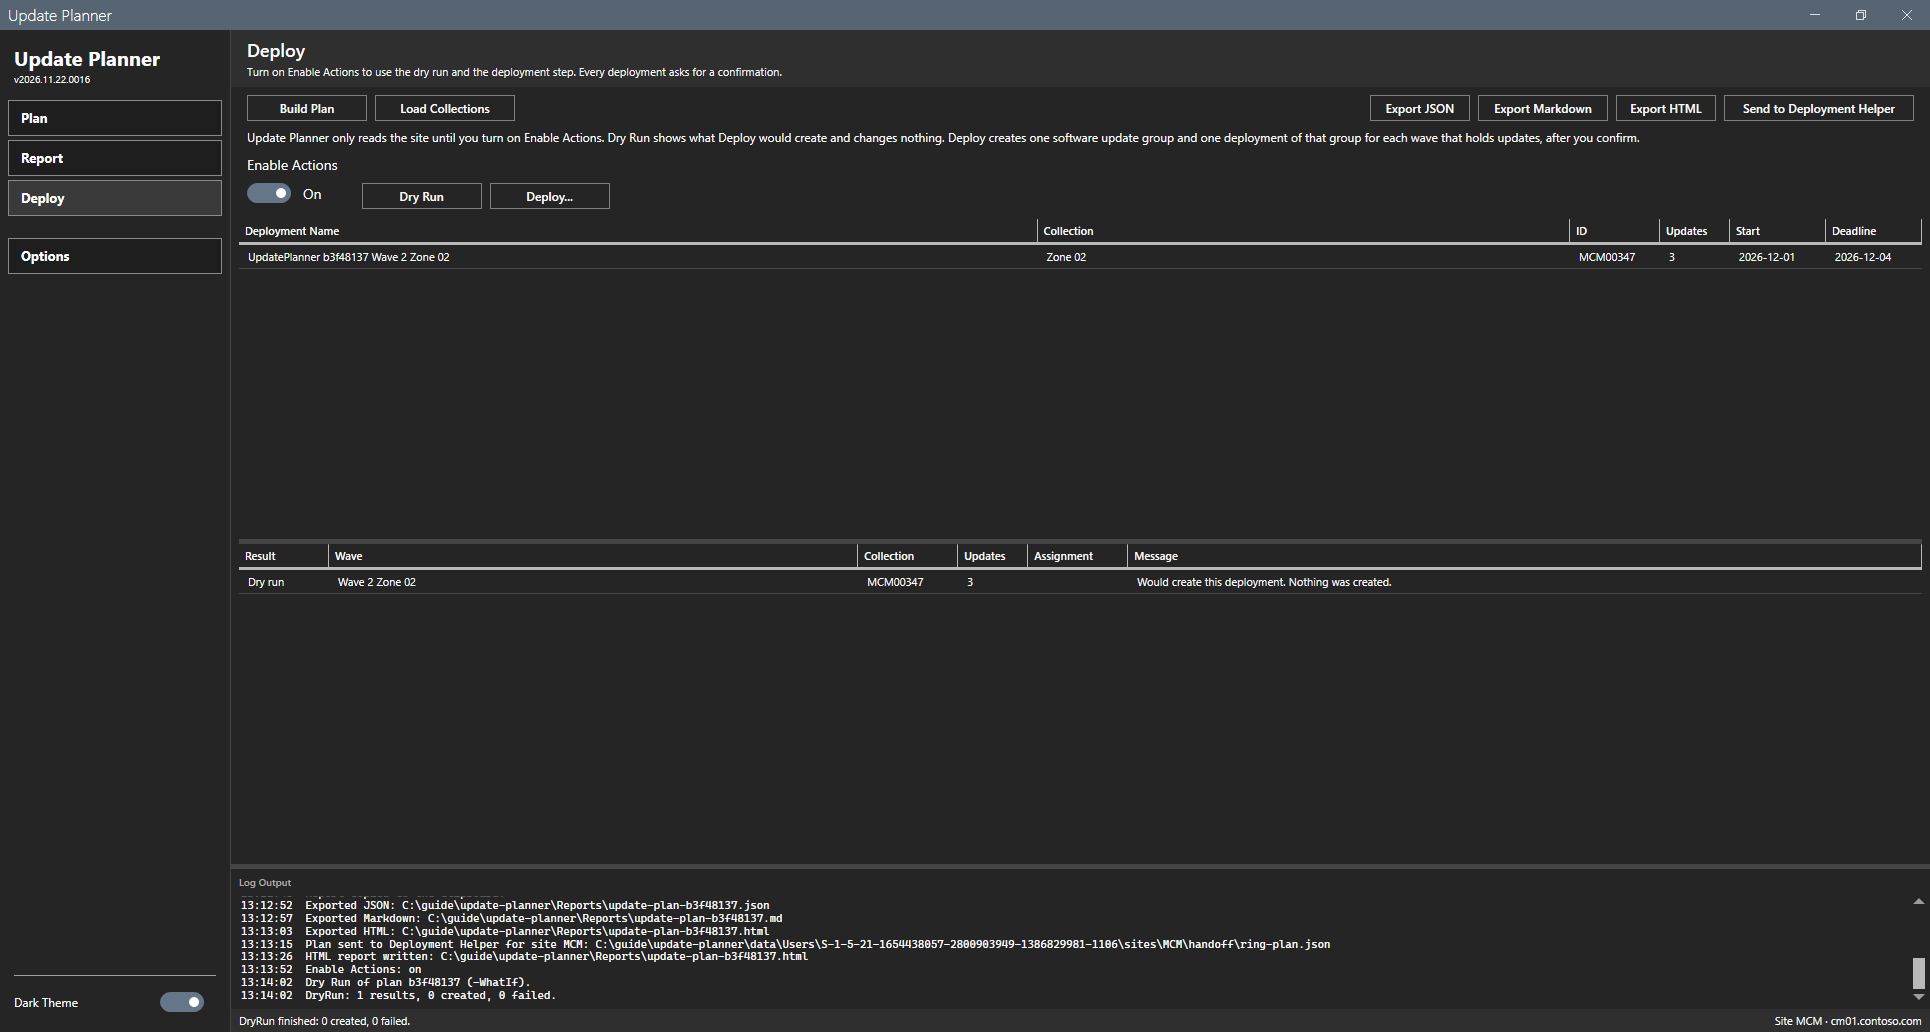 Update Planner
Update Planner
v2026.11.22.0016
Plan
Report
Deploy
Options
Dark Theme
Deploy
Turn on Enable Actions to use the dry run and the deployment step. Every deployment asks for a confirmation.
Build Plan
Load Collections
Export JSON
Export Markdown
Export HTML
Send to Deployment Helper
Update Planner only reads the site until you turn on Enable Actions. Dry Run shows what Deploy would create and changes nothing. Deploy creates one software update group and one deployment of that group for each wave that holds updates, after you confirm.
Enable Actions
On
Dry Run
Deploy...
Deployment Name Collection ID Updates Start Deadline
UpdatePlanner b3f48137 Wave 2 Zone 02 Zone 02 MCM00347 3 2026-12-01 2026-12-04
Result Wave Collection Updates Assignment Message
Dry run Wave 2 Zone 02 MCM00347 3 Would create this deployment. Nothing was created.
Log Output
13:12:52 Exported JSON: C:\guide\update-planner\Reports\update-plan-b3f48137.json
13:12:57 Exported Markdown: C:\guide\update-planner\Reports\update-plan-b3f48137.md
13:13:03 Exported HTML: C:\guide\update-planner\Reports\update-plan-b3f48137.html
13:13:15 Plan sent to Deployment Helper for site MCM: C:\guide\update-planner\data\Users\S-1-5-21-1654438057-2800903949-1386829981-1106\sites\MCM\handoff\ring-plan.json
13:13:26 HTML report written: C:\guide\update-planner\Reports\update-plan-b3f48137.html
13:13:52 Enable Actions: on
13:14:02 Dry Run of plan b3f48137 (-WhatIf).
13:14:02 DryRun: 1 results, 0 created, 0 failed.
DryRun finished: 0 created, 0 failed.
Site MCM · cm01.contoso.com